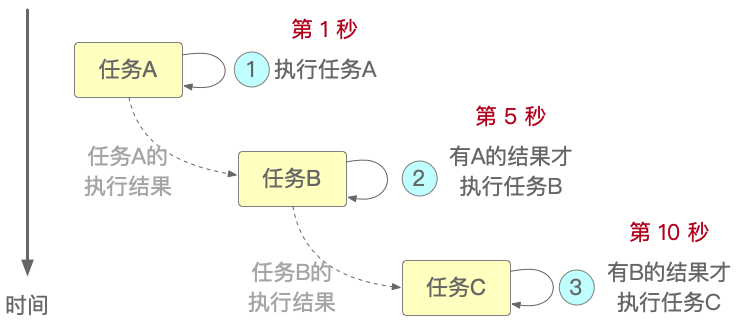 第 1 秒
任务A
1
执行任务A
第 5 秒
任务A的
执行结果
任务B
2
有A的结果才
执行任务B
第 10 秒
任务B的
执行结果
任务C
3
有B的结果才
执行任务C
时间